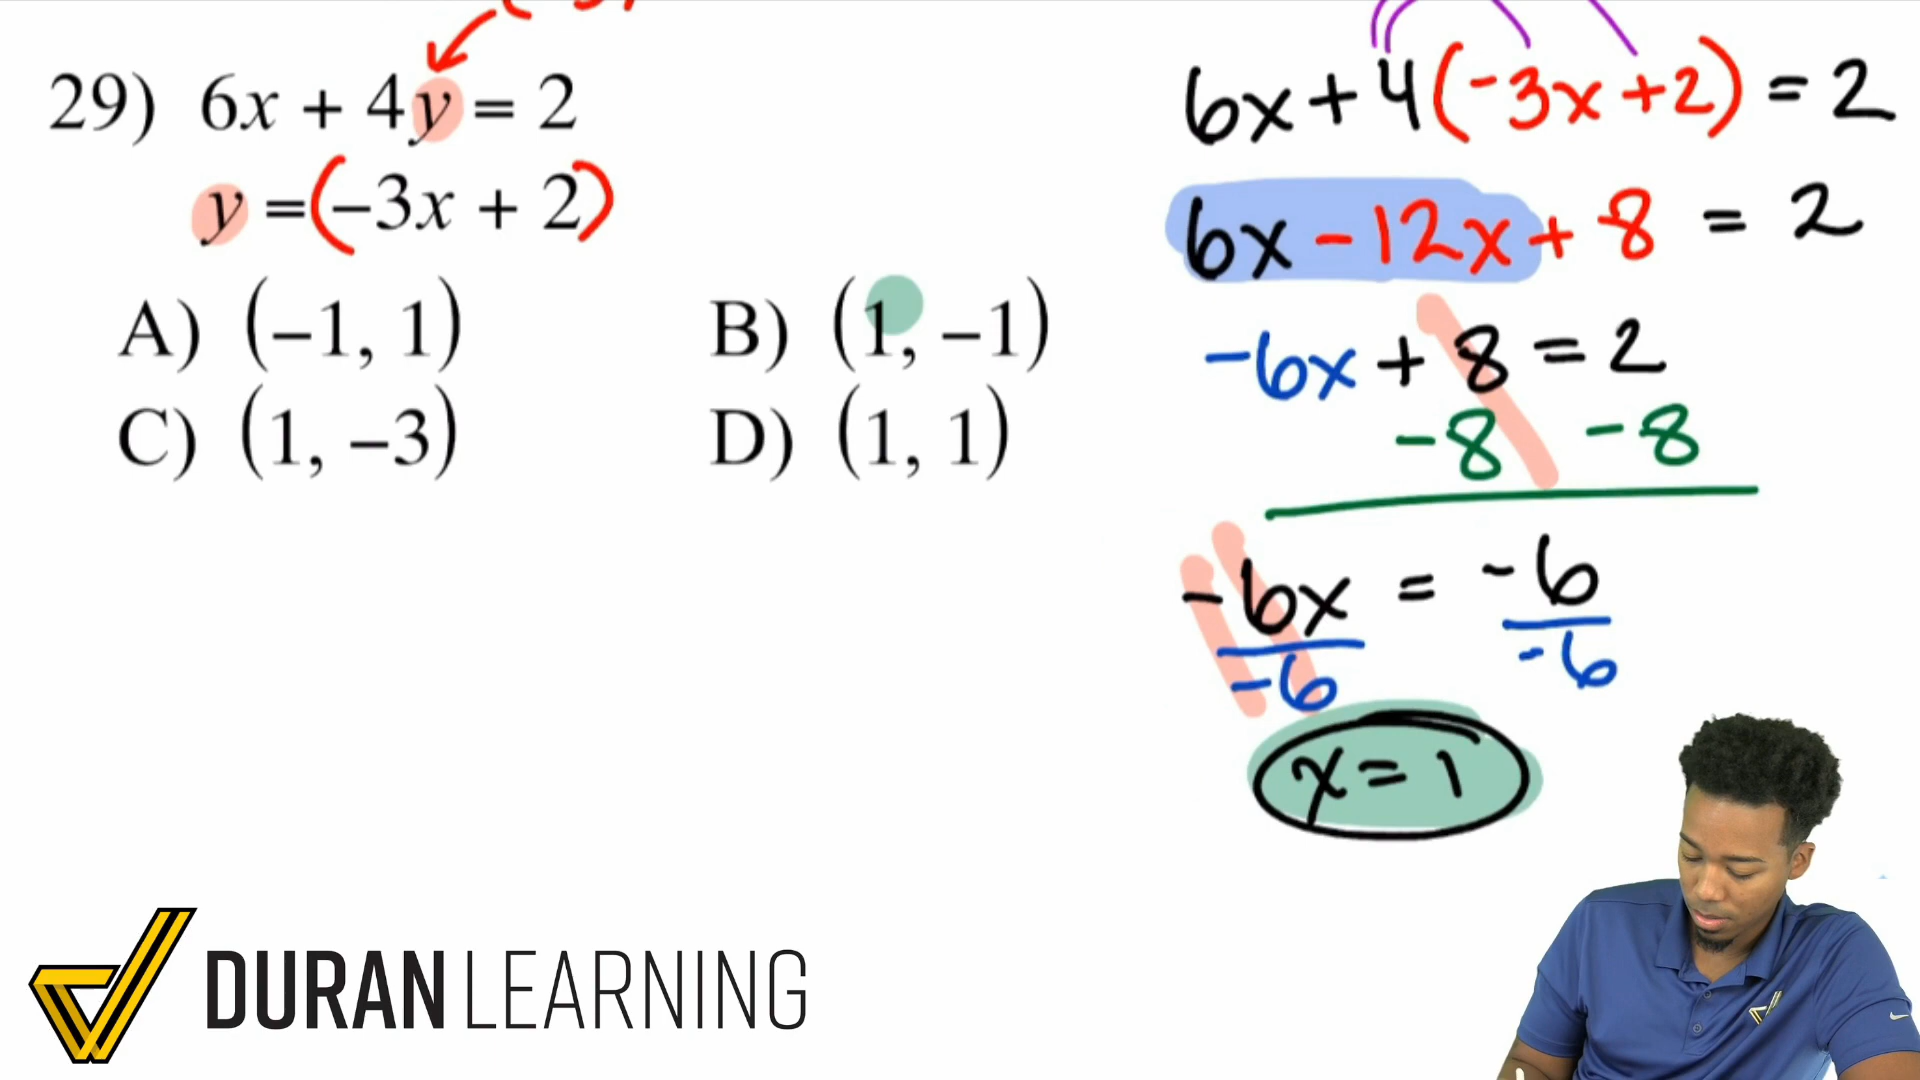 29) 6x + 4y = 2
y = (−3x + 2)
A) (−1, 1)
B) (1, −1)
C) (1, −3)
D) (1, 1)
6x + 4(-3x + 2) = 2
6x - 12x + 8 = 2
-6x + 8 = 2
-8 -8
-6x = -6
-6 -6
x = 1
DURAN LEARNING